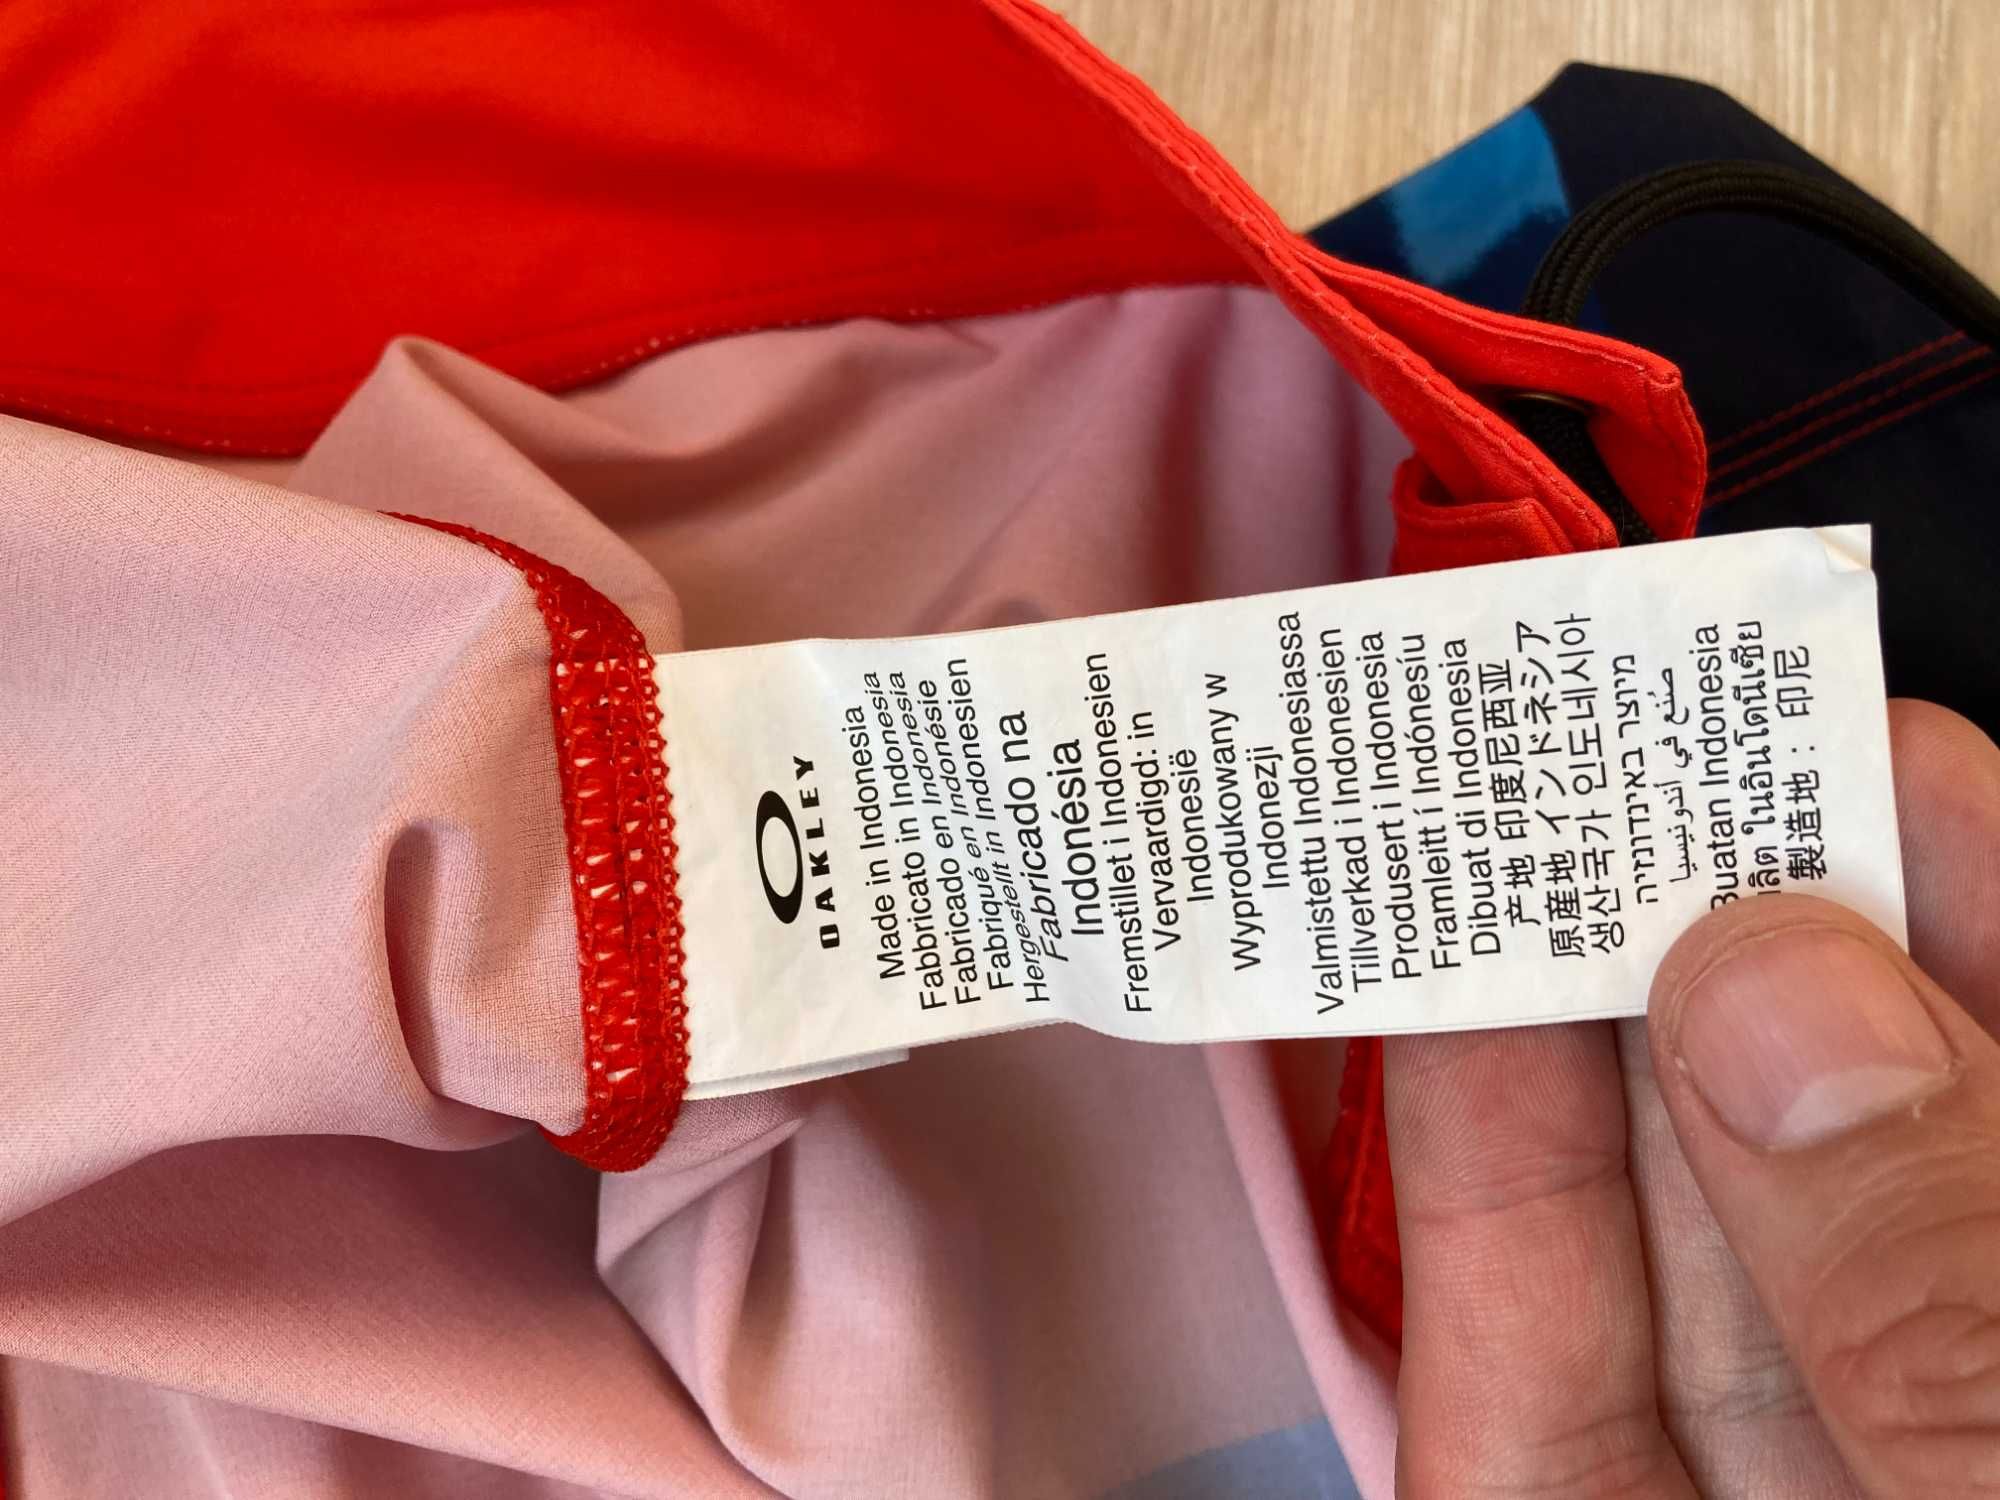 OAKLEY
Made in Indonesia
Fabbricato in Indonesia
Fabricado en Indonésie
Fabriqué en Indonesien
Hergestellt in Indonesien
Fabricado na
Indonésia
Fremstillet i Indonesien
Vervaardigd: in
Indonesië
Wyprodukowany w
Indonezji
Valmistettu Indonesiassa
Tillverkad i Indonesien
Produsert i Indonesia
Framleitt í Indónesíu
Dibuat di Indonesia
产地 印度尼西亚
原産地 インドネシア
생산국가 인도네시아
מיוצר באינדונזיה
صُنع في أندونيسيا
Buatan Indonesia
ในอินโดนีเซีย
製造地：印尼